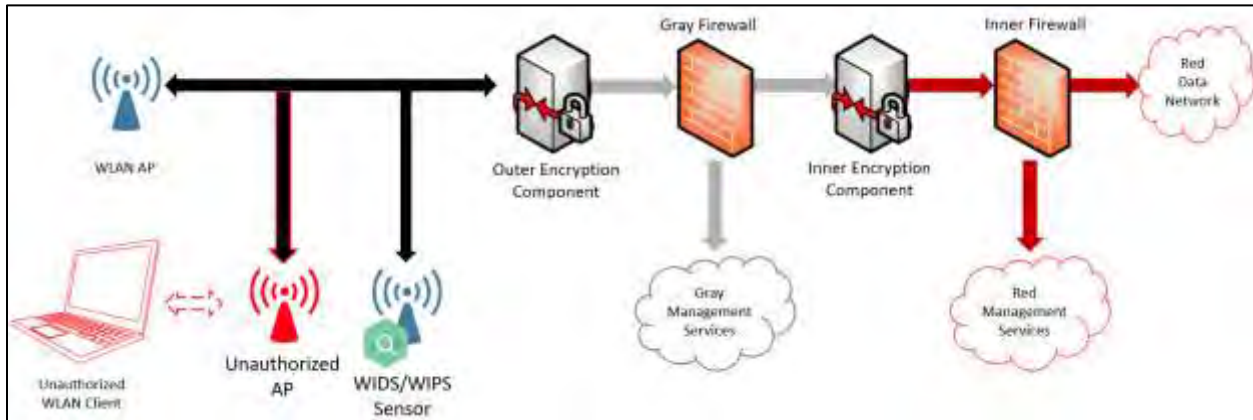 Gray Firewall
Inner Firewall
Red
Data
Network
WLAN AP
Outer Encryption
Component
Inner Encryption
Component
Gray
Management
Services
Red
Management
Services
Unauthorized
WLAN Client
Unauthorized
AP
WIDS/WIPS
Sensor